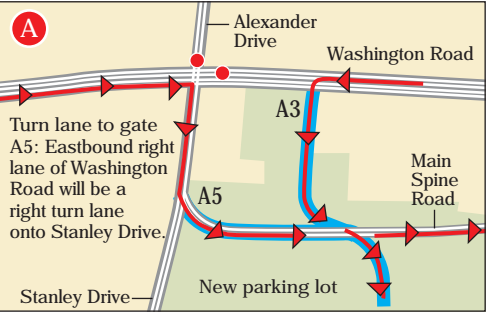 A
Alexander
Drive
Washington Road
A3
Turn lane to gate
A5: Eastbound right
lane of Washington
Road will be a
right turn lane
onto Stanley Drive.
A5
Main
Spine
Road
New parking lot
Stanley Drive